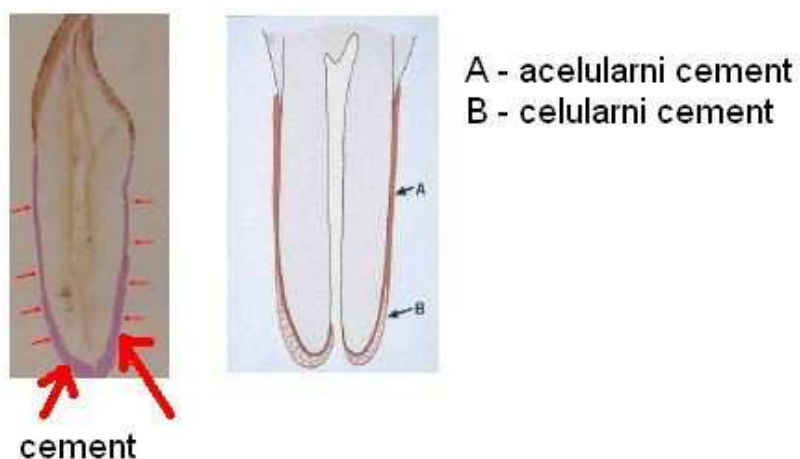 A - acelularni cement
B - celularni cement
A
B
cement